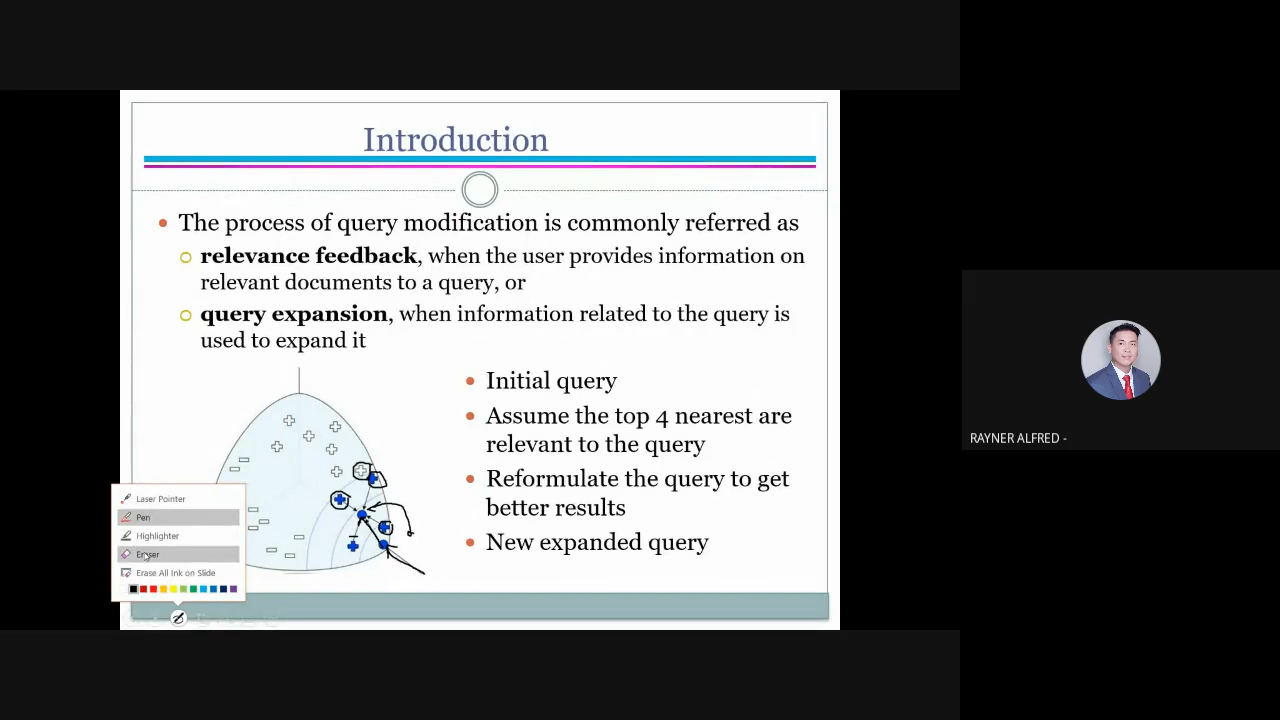 Introduction
The process of query modification is commonly referred as
relevance feedback, when the user provides information on
relevant documents to a query, or
query expansion, when information related to the query is
used to expand it
Initial query
Assume the top 4 nearest are
relevant to the query
Reformulate the query to get
better results
New expanded query
Laser Pointer
Pen
Highlighter
Eraser
Erase All Ink on Slide
RAYNER ALFRED -